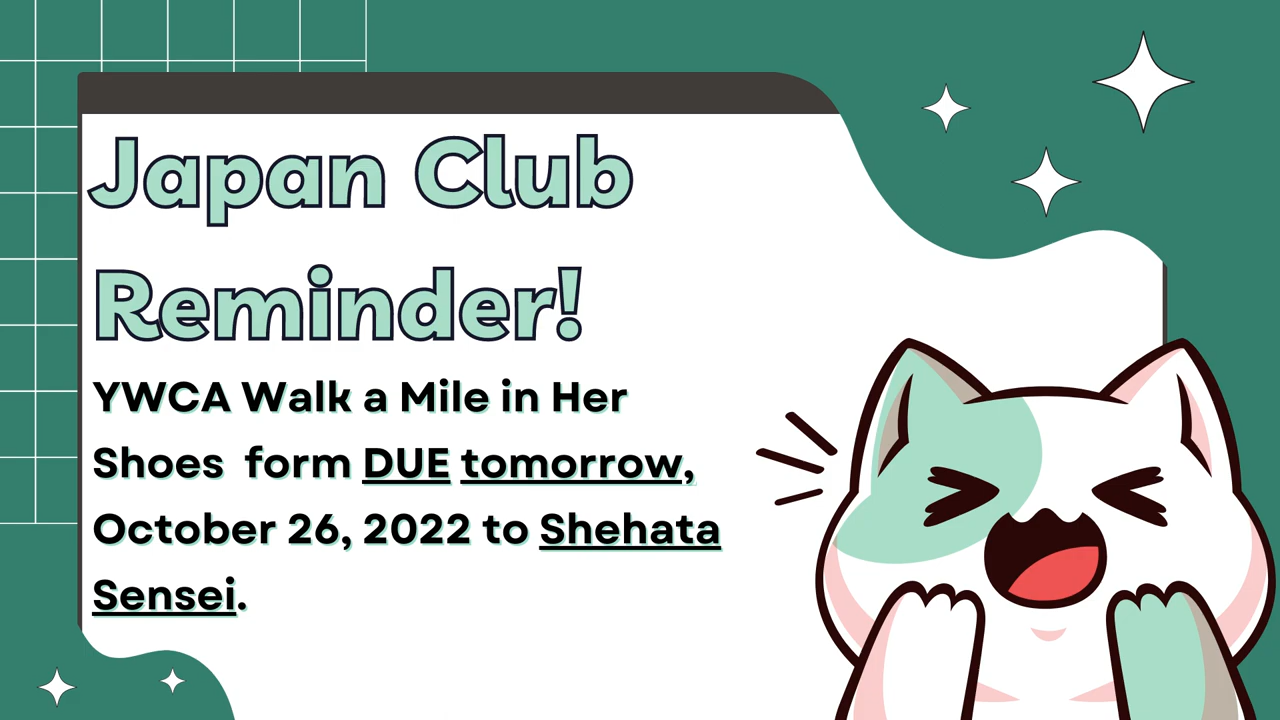 Japan Club
Reminder!
YWCA Walk a Mile in Her
Shoes form DUE tomorrow,
October 26, 2022 to Shehata
Sensei.